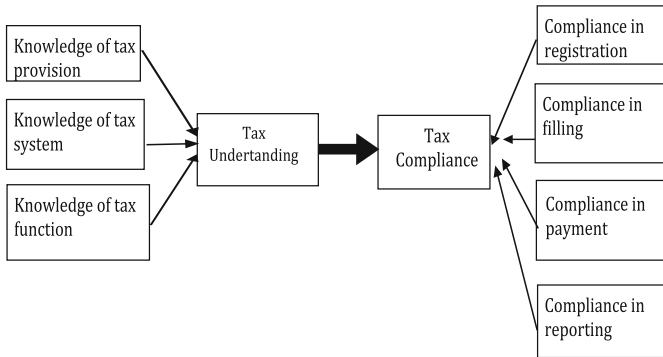 Knowledge of tax
provision
Knowledge of tax
system
Knowledge of tax
function
Tax
Undertanding
Tax
Compliance
Compliance in
registration
Compliance in
filling
Compliance in
payment
Compliance in
reporting